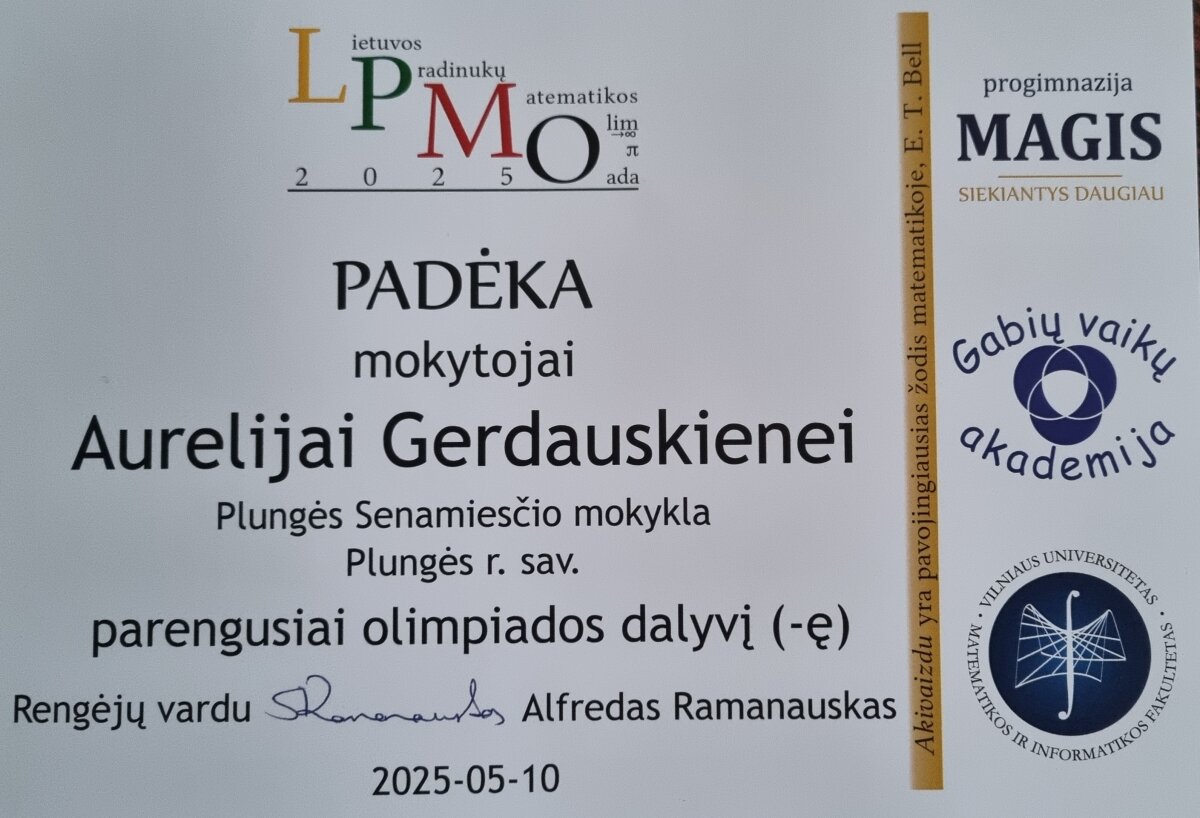 Lietuvos
Pradinukų
Matematikos
Olim
→∞
π
ada
2 0 2 5
PADĖKA
mokytojai
Aurelijai Gerdauskienei
Plungės Senamiesčio mokykla
Plungės r. sav.
parengusiai olimpiados dalyvį (-ę)
Rengėjų vardu Alfredas Ramanauskas
2025-05-10
Akivaizdu yra pavojingiausias žodis matematikoje, E. T. Bell
progimnazija
MAGIS
SIEKIANTYS DAUGIAU
Gabių vaikų
akademija
· VILNIAUS UNIVERSITETAS ·
MATEMATIKOS IR INFORMATIKOS FAKULTETAS